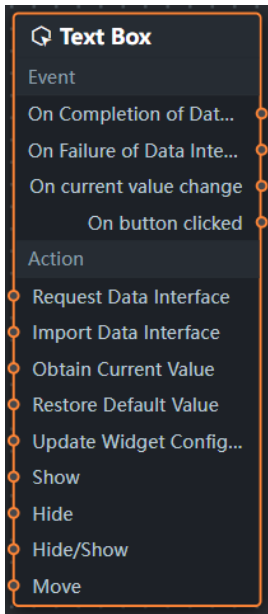 Text Box
Event
On Completion of Dat...
On Failure of Data Inte...
On current value change
On button clicked
Action
Request Data Interface
Import Data Interface
Obtain Current Value
Restore Default Value
Update Widget Config...
Show
Hide
Hide/Show
Move